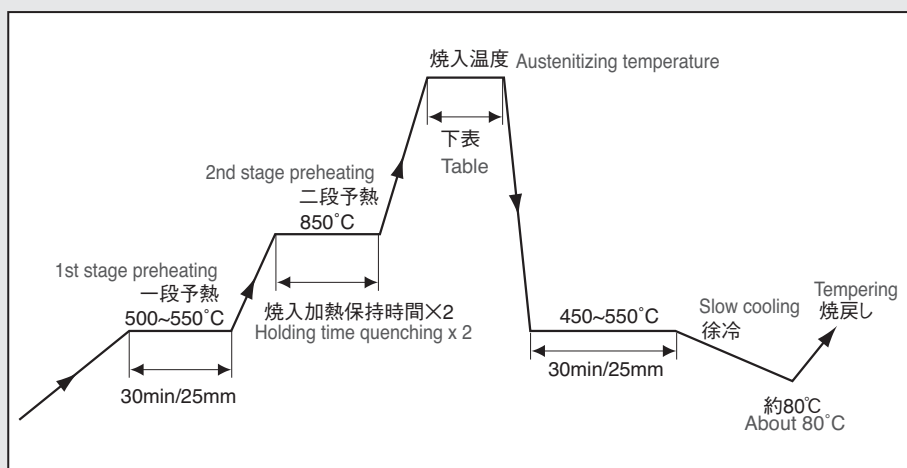 焼入温度 Austenitizing temperature
下表
Table
2nd stage preheating
二段予熱
850°C
1st stage preheating
一段予熱
500~550°C
焼入加熱保持時間×2
Holding time quenching x 2
30min/25mm
450~550°C
30min/25mm
Slow cooling
徐冷
Tempering
焼戻し
約80℃
About 80°C